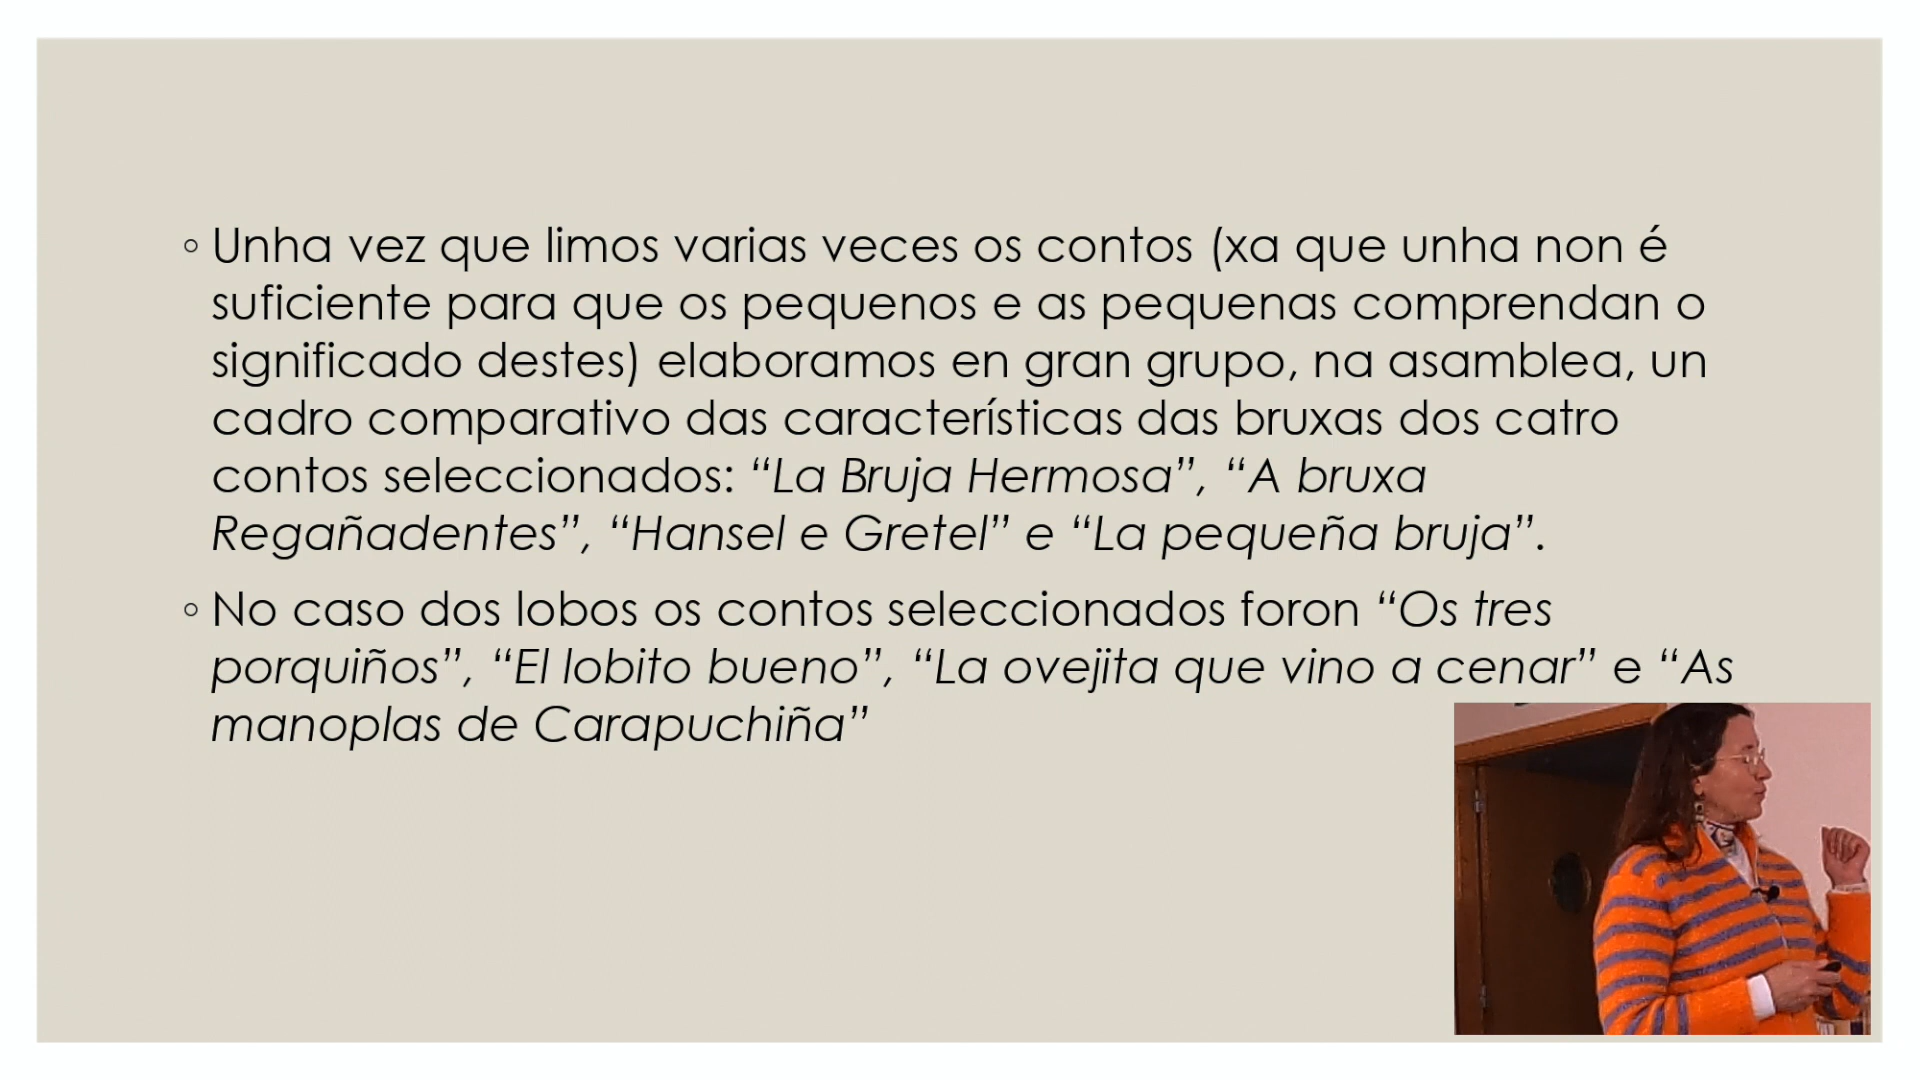 ◦ Unha vez que limos varias veces os contos (xa que unha non é
suficiente para que os pequenos e as pequenas comprendan o
significado destes) elaboramos en gran grupo, na asamblea, un
cadro comparativo das características das bruxas dos catro
contos seleccionados: “La Bruja Hermosa”, “A bruxa
Regañadentes”, “Hansel e Gretel” e “La pequeña bruja”.
◦ No caso dos lobos os contos seleccionados foron “Os tres
porquiños”, “El lobito bueno”, “La ovejita que vino a cenar” e “As
manoplas de Carapuchiña”